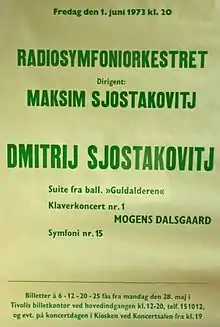 Fredag den 1. juni 1973 kl. 20
RADIOSYMFONIORKESTRET
Dirigent:
MAKSIM SJOSTAKOVITJ
DMITRIJ SJOSTAKOVITJ
Suite fra ball. »Guldalderen«
Klaverkoncert nr. 1
MOGENS DALSGAARD
Symfoni nr. 15
Billetter á 6-12-20-25 fås fra mandag den 28. maj i
Tivolis billetkontor ved hovedindgangen kl. 12-20, telf. 151012,
og evt. på koncertdagen i Kiosken ved Koncertsalen fra kl. 19